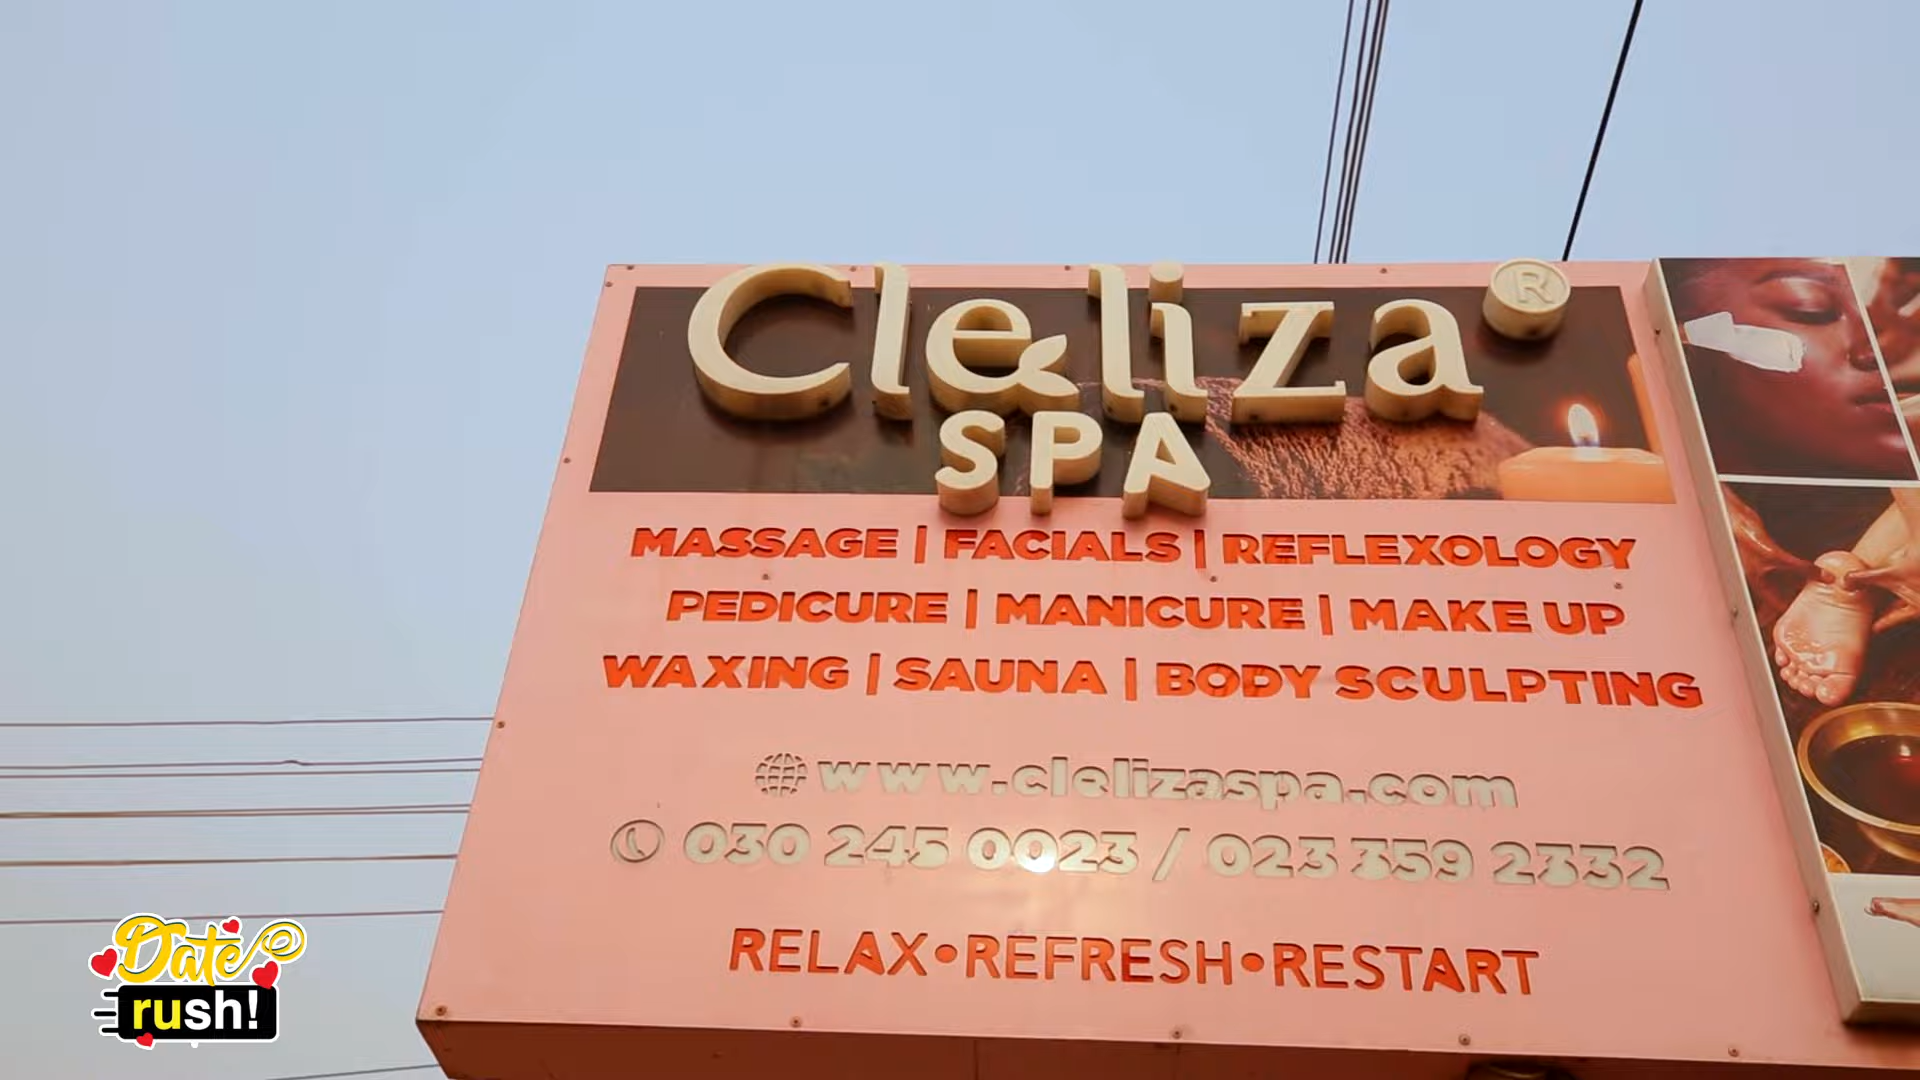 Cleliza®
SPA
MASSAGE | FACIALS | REFLEXOLOGY
PEDICURE | MANICURE | MAKE UP
WAXING | SAUNA | BODY SCULPTING
www.clelizaspa.com
030 245 0023 / 023 359 2332
RELAX•REFRESH•RESTART
Date
rush!